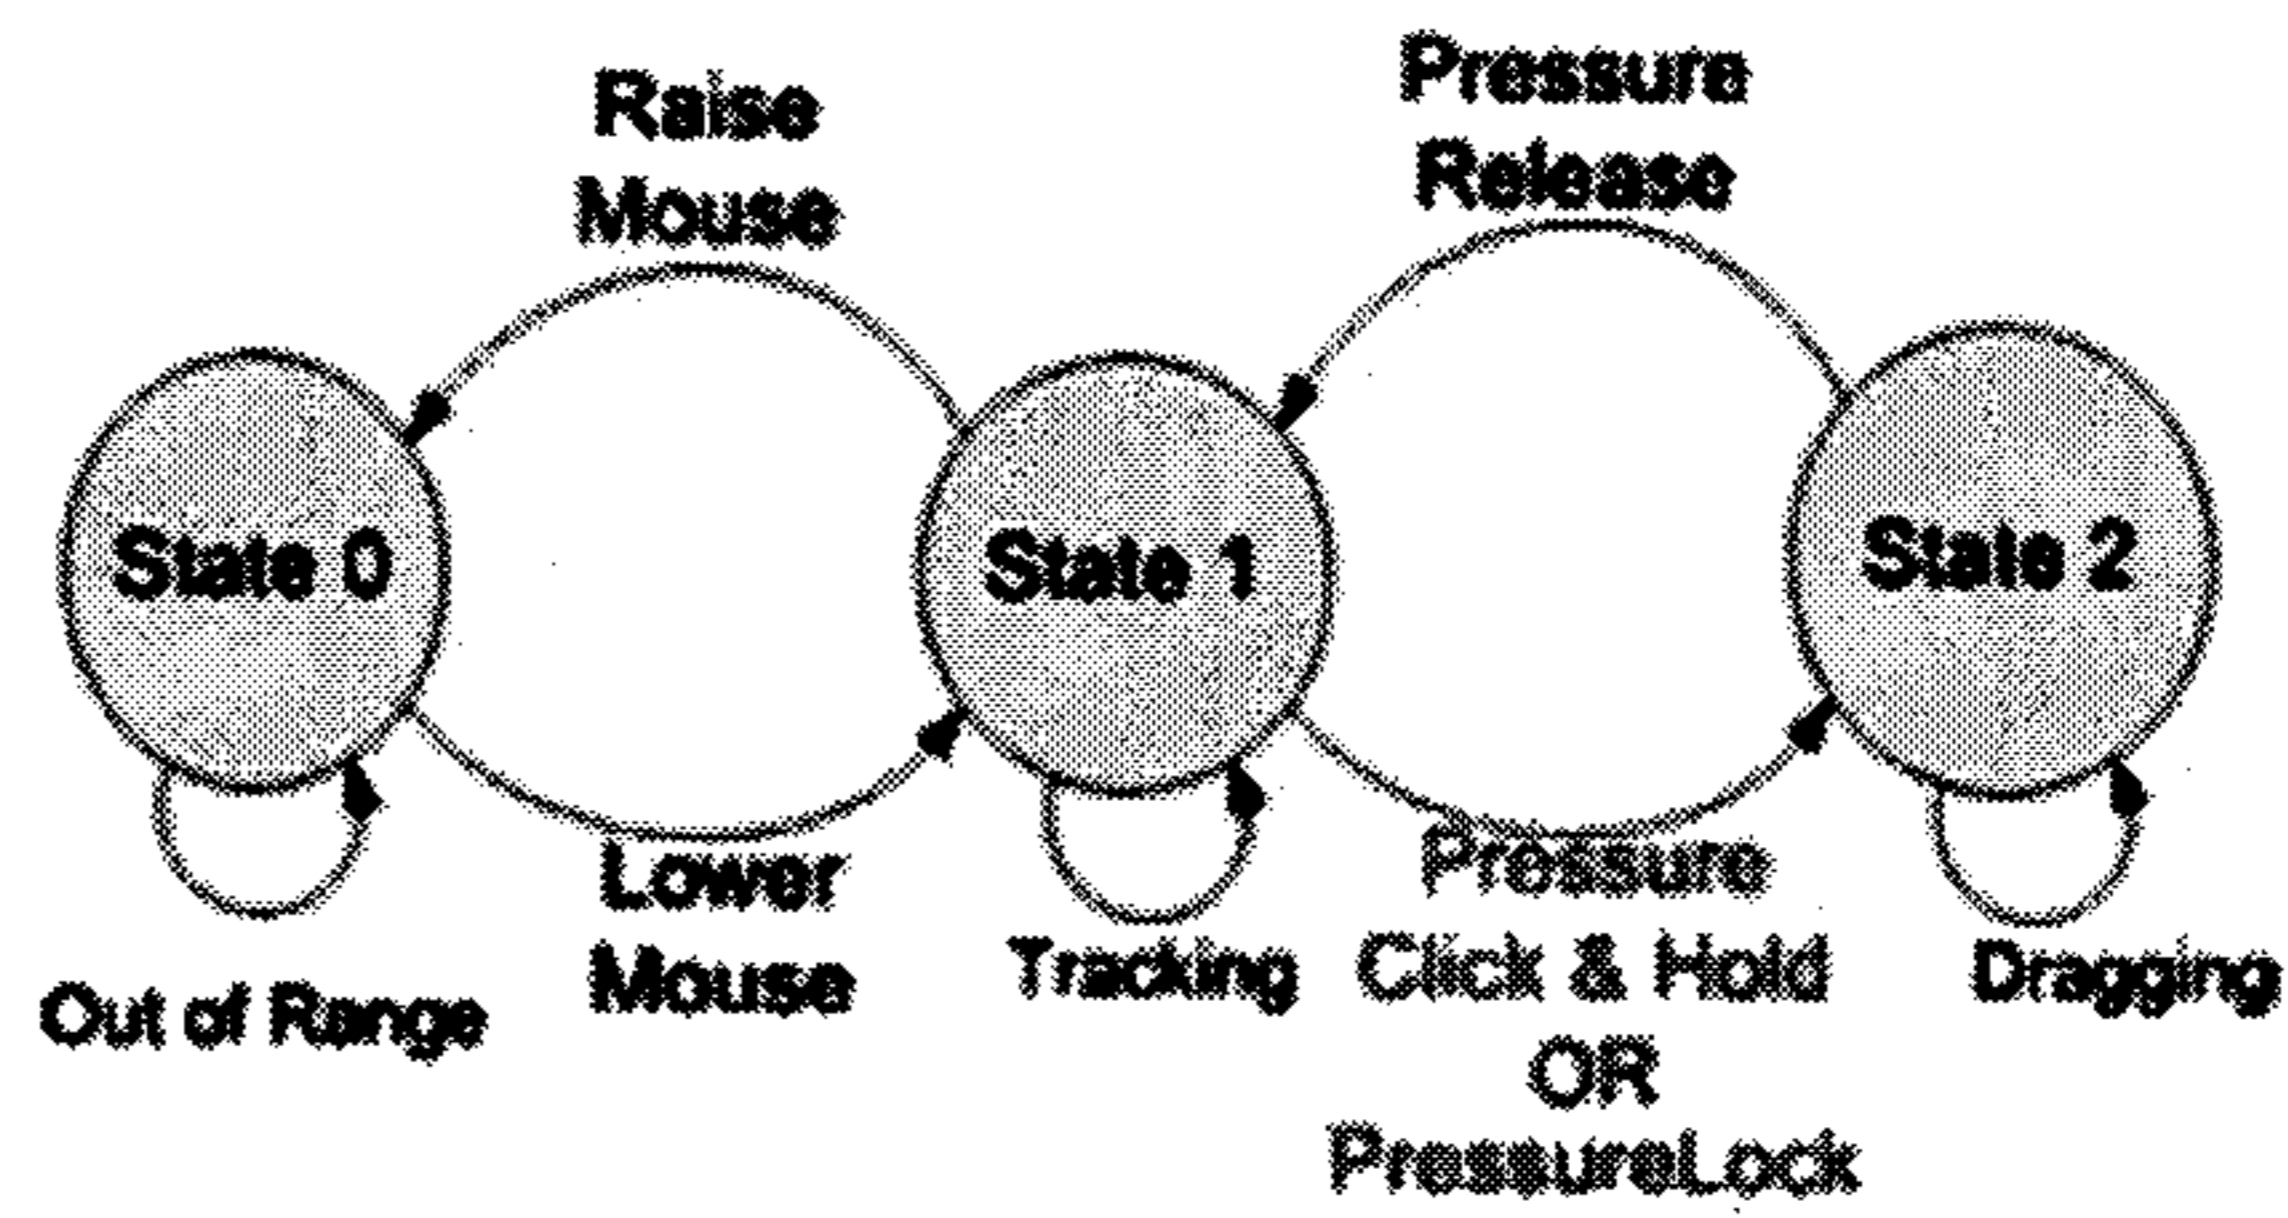 Raise
Mouse
Pressure
Release
State 0
State 1
State 2
Out of Range
Lower
Mouse
Tracking
Pressure
Click & Hold
OR
PressureLock
Dragging